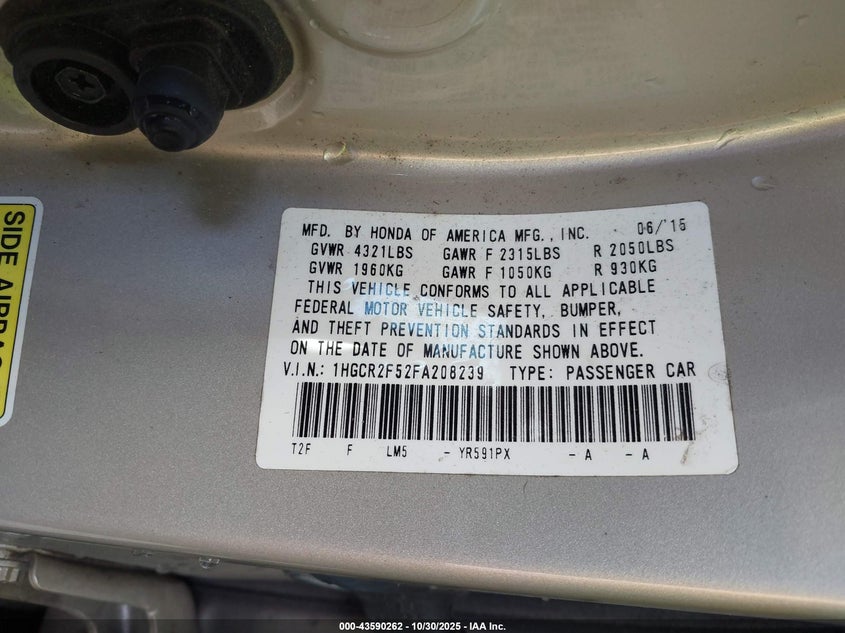 SIDE AIRBAG
MFD. BY HONDA OF AMERICA MFG., INC. 06/'15
GVWR 4321LBS GAWR F 2315LBS R 2050LBS
GVWR 1960KG GAWR F 1050KG R 930KG
THIS VEHICLE CONFORMS TO ALL APPLICABLE
FEDERAL MOTOR VEHICLE SAFETY, BUMPER,
AND THEFT PREVENTION STANDARDS IN EFFECT
ON THE DATE OF MANUFACTURE SHOWN ABOVE.
V.I.N.: 1HGCR2F52FA208239 TYPE: PASSENGER CAR
T2F F LM5 - YR591PX - A - A
000-43590262 - 10/30/2025 - IAA Inc.